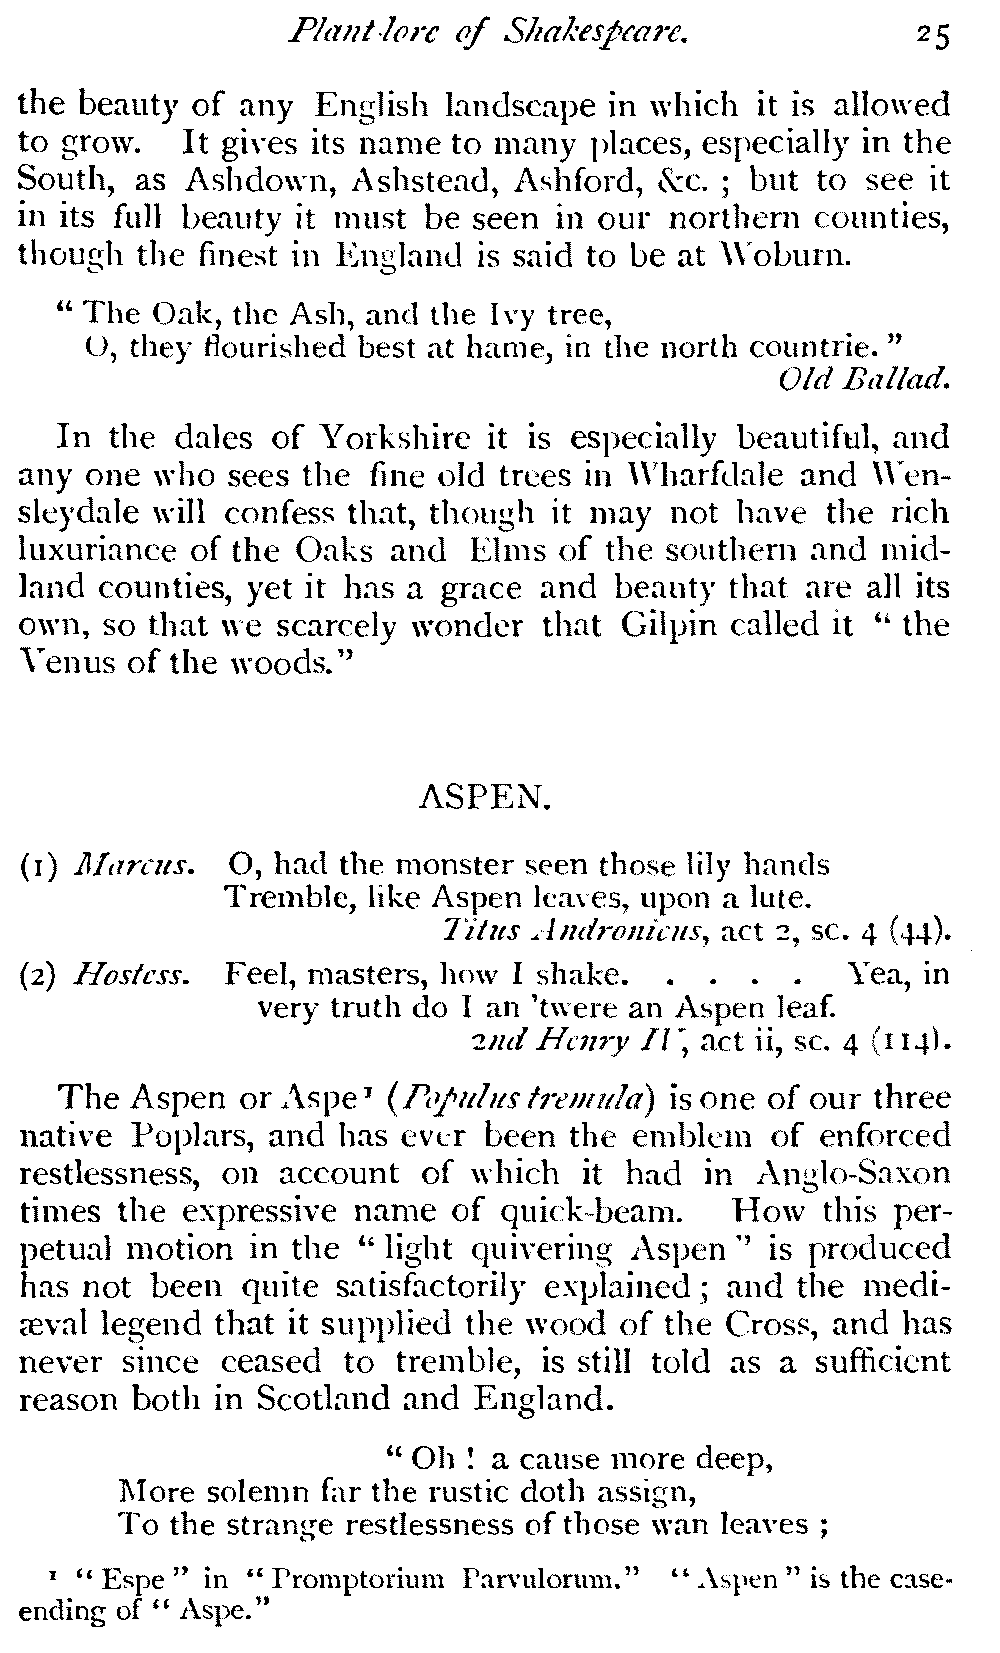 Plant-lore of Shakespeare. 25
the beauty of any English landscape in which it is allowed
to grow. It gives its name to many places, especially in the
South, as Ashdown, Ashstead, Ashford, &c. ; but to see it
in its full beauty it must be seen in our northern counties,
though the finest in England is said to be at Woburn.
“ The Oak, the Ash, and the Ivy tree,
O, they flourished best at hame, in the north countrie. ”
Old Ballad.
In the dales of Yorkshire it is especially beautiful, and
any one who sees the fine old trees in Wharfdale and Wen-
sleydale will confess that, though it may not have the rich
luxuriance of the Oaks and Elms of the southern and mid-
land counties, yet it has a grace and beauty that are all its
own, so that we scarcely wonder that Gilpin called it “ the
Venus of the woods.”
ASPEN.
(1) Marcus. O, had the monster seen those lily hands
Tremble, like Aspen leaves, upon a lute.
Titus Andronicus, act 2, sc. 4 (44).
(2) Hostess. Feel, masters, how I shake. . . . . . Yea, in
very truth do I an ’twere an Aspen leaf.
2nd Henry IV, act ii, sc. 4 (114).
The Aspen or Aspe¹ (Populus tremula) is one of our three
native Poplars, and has ever been the emblem of enforced
restlessness, on account of which it had in Anglo-Saxon
times the expressive name of quick-beam. How this per-
petual motion in the “ light quivering Aspen ” is produced
has not been quite satisfactorily explained ; and the medi-
æval legend that it supplied the wood of the Cross, and has
never since ceased to tremble, is still told as a sufficient
reason both in Scotland and England.
“ Oh ! a cause more deep,
More solemn far the rustic doth assign,
To the strange restlessness of those wan leaves ;
¹ “ Espe ” in “ Promptorium Parvulorum.” “ Aspen ” is the case-
ending of “ Aspe.”